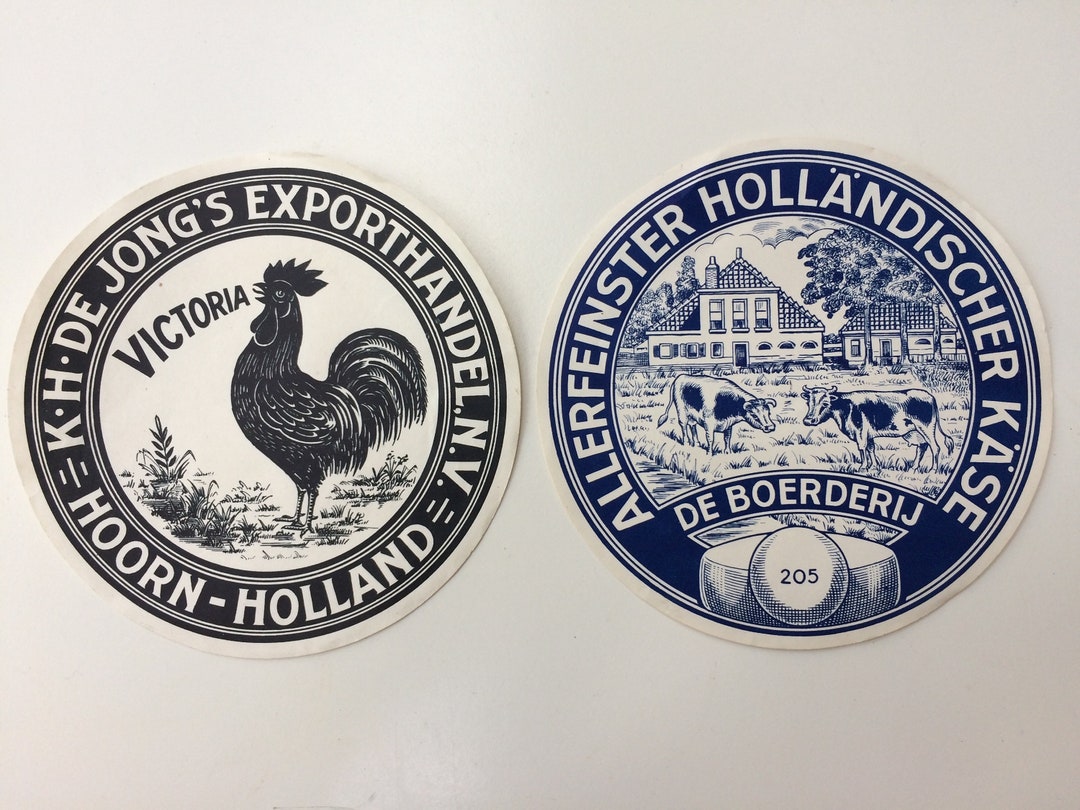 K.H. DE JONG'S EXPORTHANDEL, N.V.
HOORN - HOLLAND
VICTORIA
ALLERFEINSTER HOLLÄNDISCHER KÄSE
DE BOERDERIJ
205